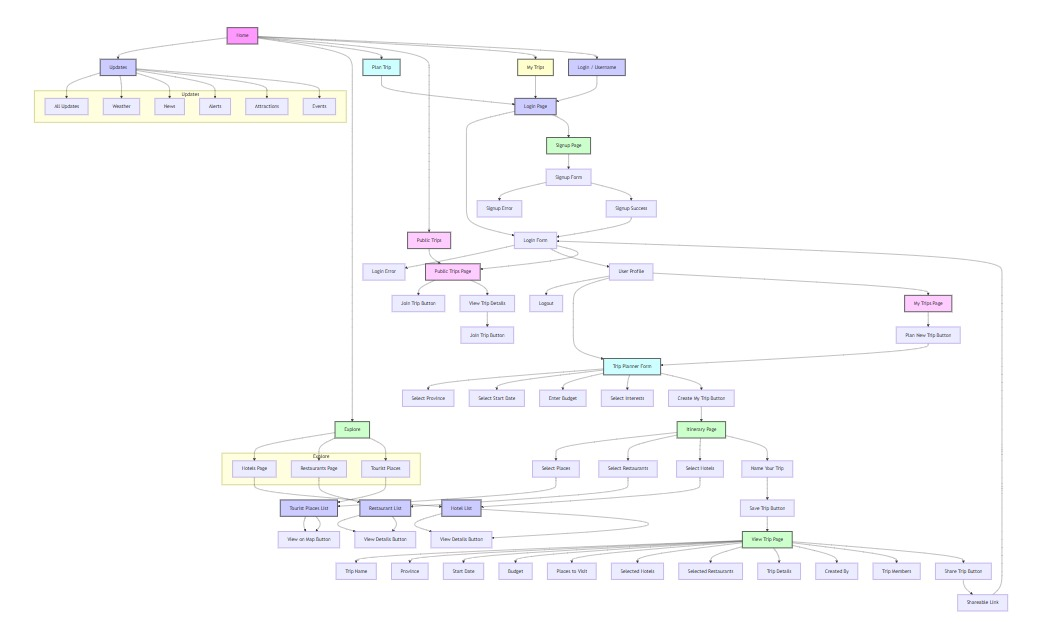 Home
Updates
Plan Trip
My Trips
Login / Username
Updates
All Updates
Weather
News
Alerts
Attractions
Events
Login Page
Signup Page
Signup Form
Signup Error
Signup Success
Public Trips
Login Form
Login Error
Public Trips Page
User Profile
Join Trip Button
View Trip Details
Logout
My Trips Page
Join Trip Button
Plan New Trip Button
Trip Planner Form
Select Province
Select Start Date
Enter Budget
Select Interests
Create My Trip Button
Explore
Itinerary Page
Explore
Hotels Page
Restaurants Page
Tourist Places
Select Places
Select Restaurants
Select Hotels
Name Your Trip
Tourist Places List
Restaurant List
Hotel List
Save Trip Button
View on Map Button
View Details Button
View Details Button
View Trip Page
Trip Name
Province
Start Date
Budget
Places to Visit
Selected Hotels
Selected Restaurants
Trip Details
Created By
Trip Members
Share Trip Button
Shareable Link